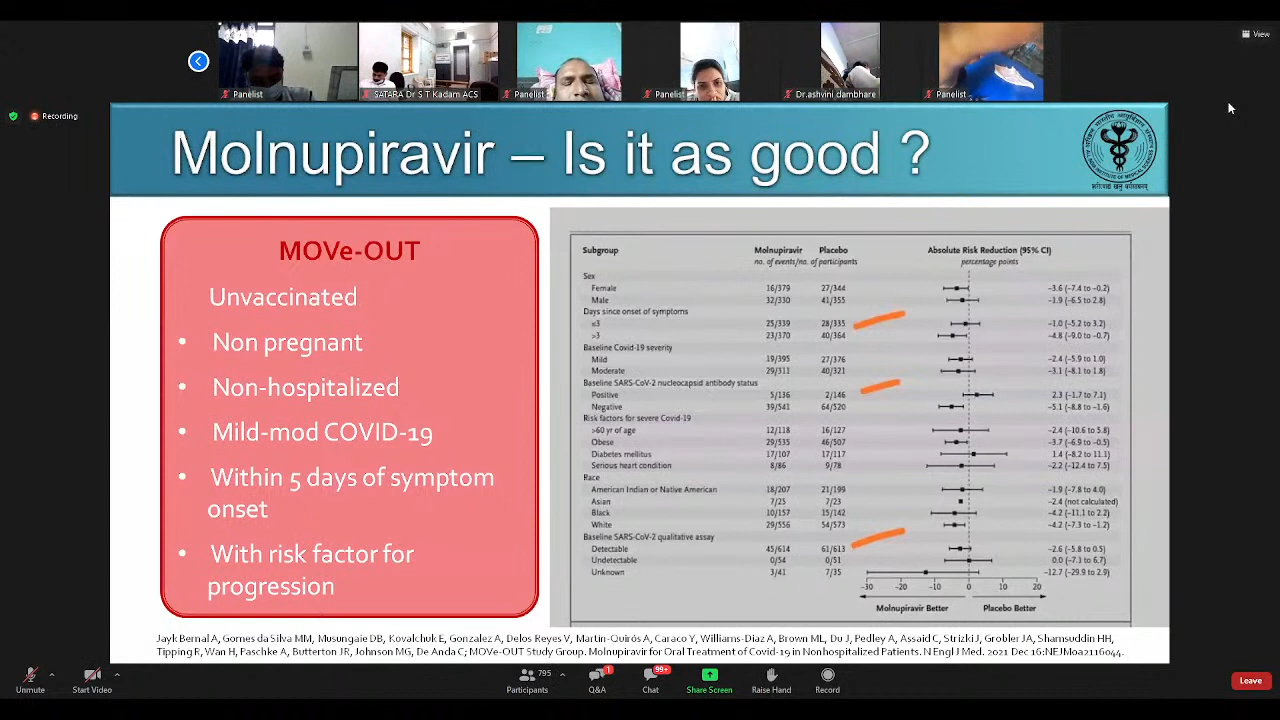 View
Panelist
SATARA Dr S T Kadam ACS
Panelist
Panelist
Dr.ashvini dambhare
Panelist
Recording
Molnupiravir – Is it as good ?
MOVe-OUT
Unvaccinated
• Non pregnant
• Non-hospitalized
• Mild-mod COVID-19
• Within 5 days of symptom
onset
• With risk factor for
progression
Subgroup Molnupiravir Placebo Absolute Risk Reduction (95% CI)
no. of events/no. of participants percentage points
Sex
Female 16/379 27/344 −3.6 (−7.4 to −0.2)
Male 32/330 41/355 −1.9 (−6.5 to 2.8)
Days since onset of symptoms
≤3 25/339 28/335 −1.0 (−5.2 to 3.2)
>3 23/370 40/364 −4.8 (−9.0 to −0.7)
Baseline Covid-19 severity
Mild 19/395 27/376 −2.4 (−5.9 to 1.0)
Moderate 29/311 40/321 −3.1 (−8.1 to 1.8)
Baseline SARS-CoV-2 nucleocapsid antibody status
Positive 5/136 2/146 2.3 (−1.7 to 7.1)
Negative 39/541 64/520 −5.1 (−8.8 to −1.6)
Risk factors for severe Covid-19
>60 yr of age 12/118 16/127 −2.4 (−10.6 to 5.8)
Obese 29/535 46/507 −3.7 (−6.9 to −0.5)
Diabetes mellitus 17/107 17/117 1.4 (−8.2 to 11.1)
Serious heart condition 8/86 9/78 −2.2 (−12.4 to 7.5)
Race
American Indian or Native American 18/207 21/199 −1.9 (−7.8 to 4.0)
Asian 7/25 7/23 −2.4 (not calculated)
Black 10/157 15/142 −4.2 (−11.1 to 2.2)
White 29/556 54/573 −4.2 (−7.3 to −1.2)
Baseline SARS-CoV-2 qualitative assay
Detectable 45/614 61/613 −2.6 (−5.8 to 0.5)
Undetectable 0/54 0/51 0.0 (−7.1 to 6.7)
Unknown 3/41 7/35 −12.7 (−29.9 to 2.9)
−30 −20 −10 0 10 20
Molnupiravir Better Placebo Better
Jayk Bernal A, Gomes da Silva MM, Musungaie DB, Kovalchuk E, Gonzalez A, Delos Reyes V, Martín-Quirós A, Caraco Y, Williams-Diaz A, Brown ML, Du J, Pedley A, Assaid C, Strizki J, Grobler JA, Shamsuddin HH,
Tipping R, Wan H, Paschke A, Butterton JR, Johnson MG, De Anda C; MOVe-OUT Study Group. Molnupiravir for Oral Treatment of Covid-19 in Nonhospitalized Patients. N Engl J Med. 2021 Dec 16:NEJMoa2116044.
Unmute
Start Video
795
Participants
1
Q&A
99+
Chat
Share Screen
Raise Hand
Record
Leave